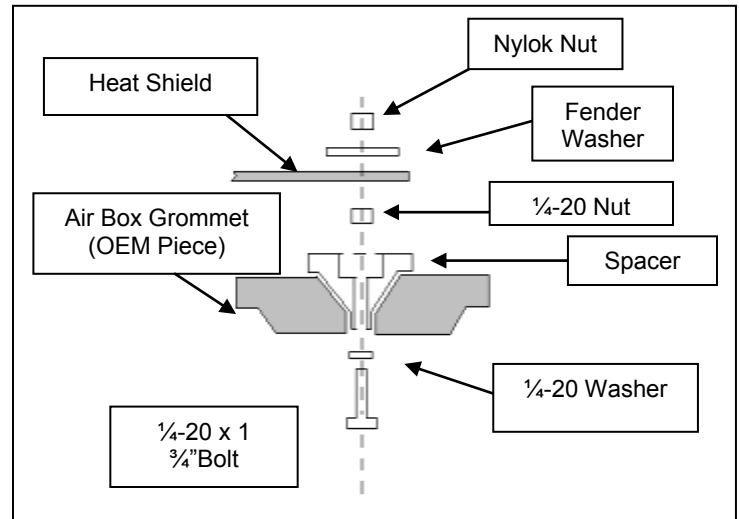 Nylok Nut
Heat Shield
Fender
Washer
¼-20 Nut
Air Box Grommet
(OEM Piece)
Spacer
¼-20 Washer
¼-20 x 1
¾”Bolt